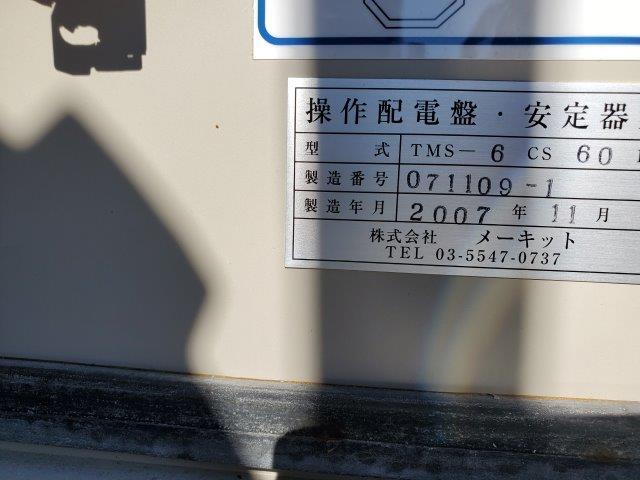 操作配電盤・安定器
型式 TMS－6 CS 60
製造番号 071109-1
製造年月 2007 年 11 月
株式会社 メーキット
TEL 03-5547-0737